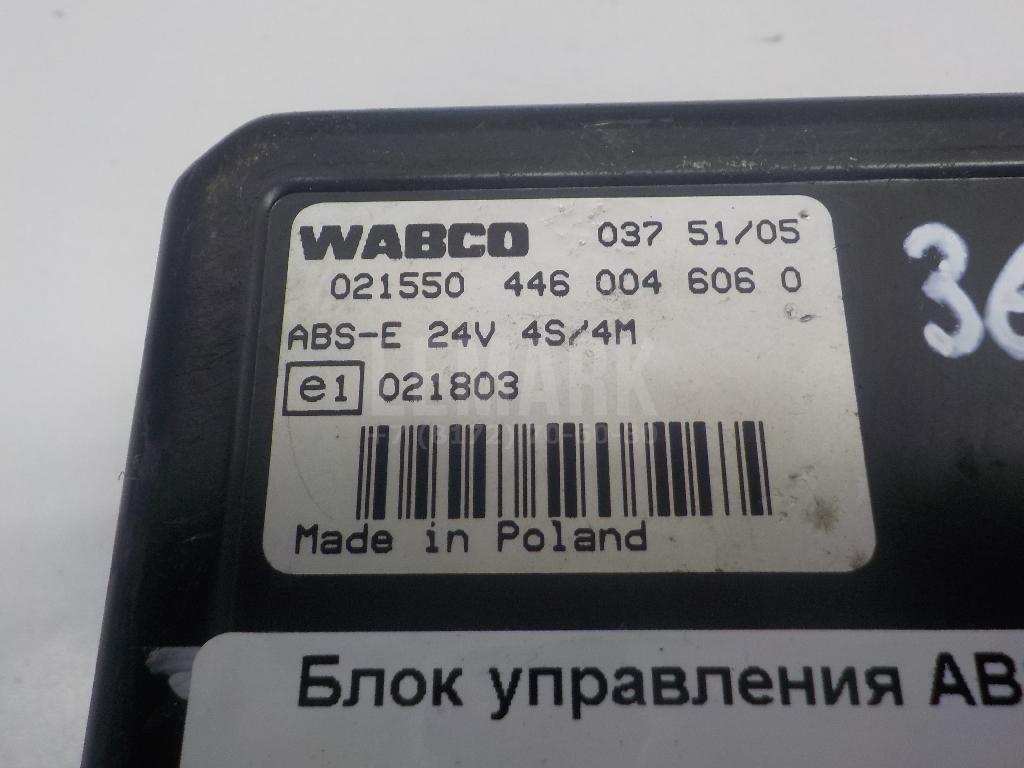 WABCO 037 51/05
021550 446 004 606 0
ABS-E 24V 4S/4M
e1 021803
Made in Poland
Блок управления AB